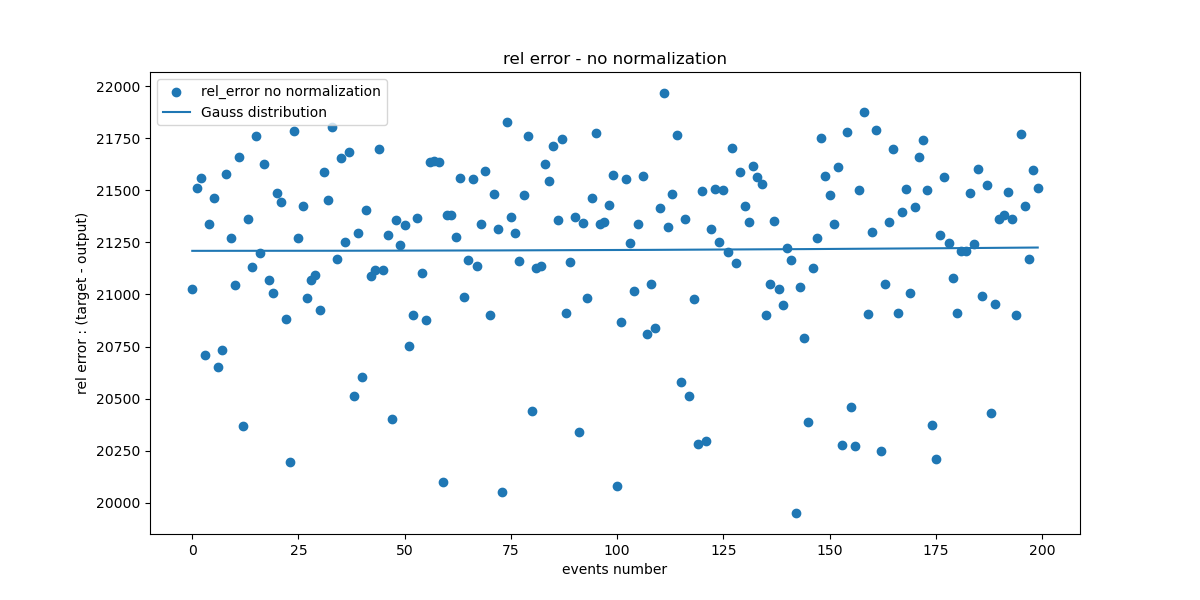 rel error - no normalization
rel_error no normalization
Gauss distribution
rel error : (target - output)
22000
21750
21500
21250
21000
20750
20500
20250
20000
0 25 50 75 100 125 150 175 200
events number